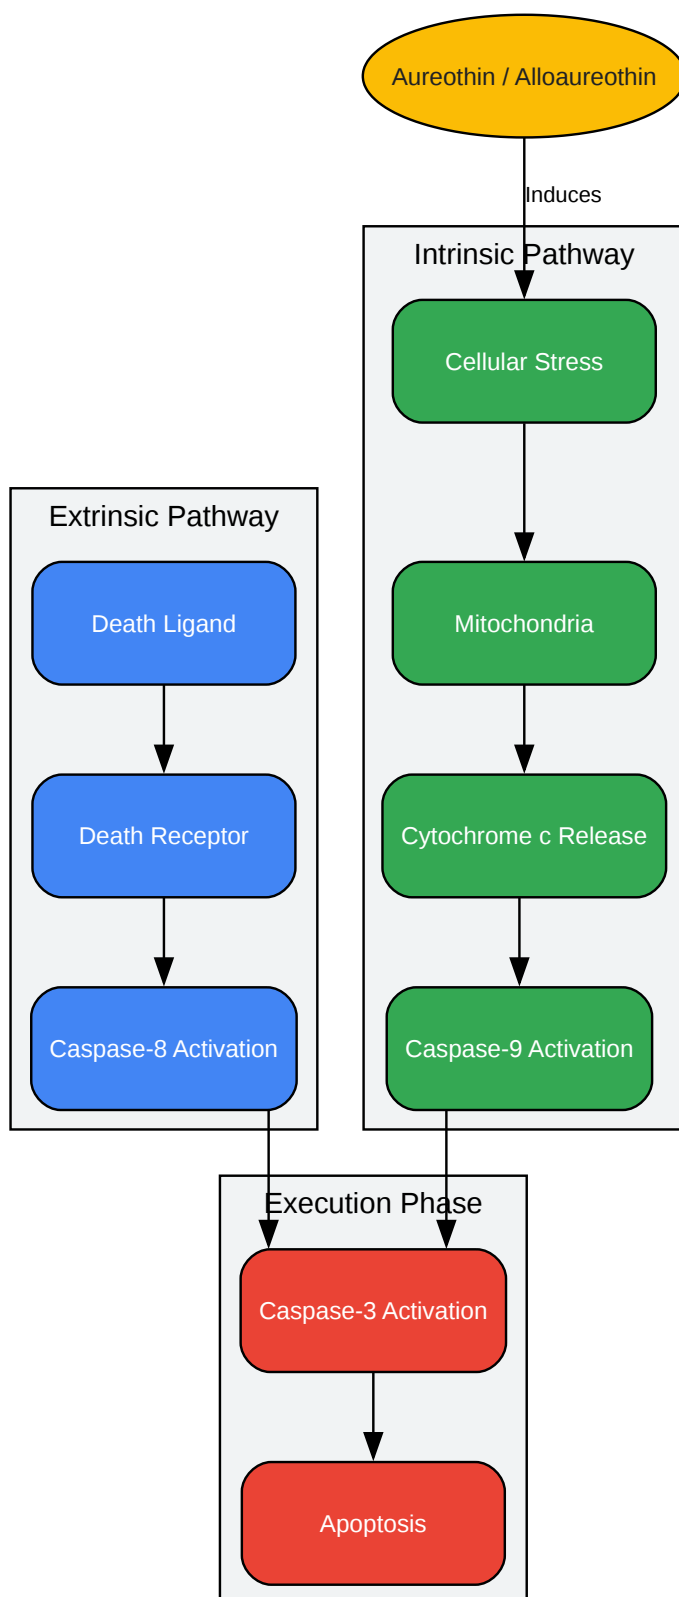 Aureothin / Alloaureothin
Induces
Intrinsic Pathway
Cellular Stress
Extrinsic Pathway
Death Ligand
Mitochondria
Death Receptor
Cytochrome c Release
Caspase-8 Activation
Caspase-9 Activation
Execution Phase
Caspase-3 Activation
Apoptosis